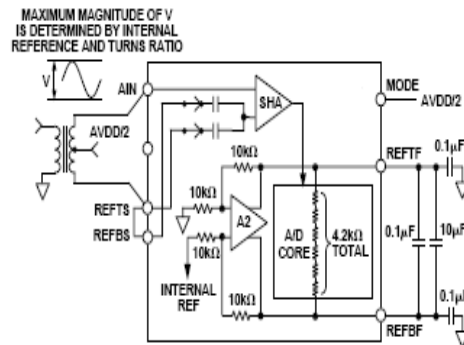 MAXIMUM MAGNITUDE OF V
IS DETERMINED BY INTERNAL
REFERENCE AND TURNS RATIO
V
AIN
AVDD/2
SHA
MODE
AVDD/2
REFTF
0.1µF
10kΩ
10kΩ
REFTS
REFBS
A2
10kΩ
A/D
CORE
4.2kΩ
TOTAL
0.1µF
10µF
INTERNAL
REF
10kΩ
0.1µF
REFBF